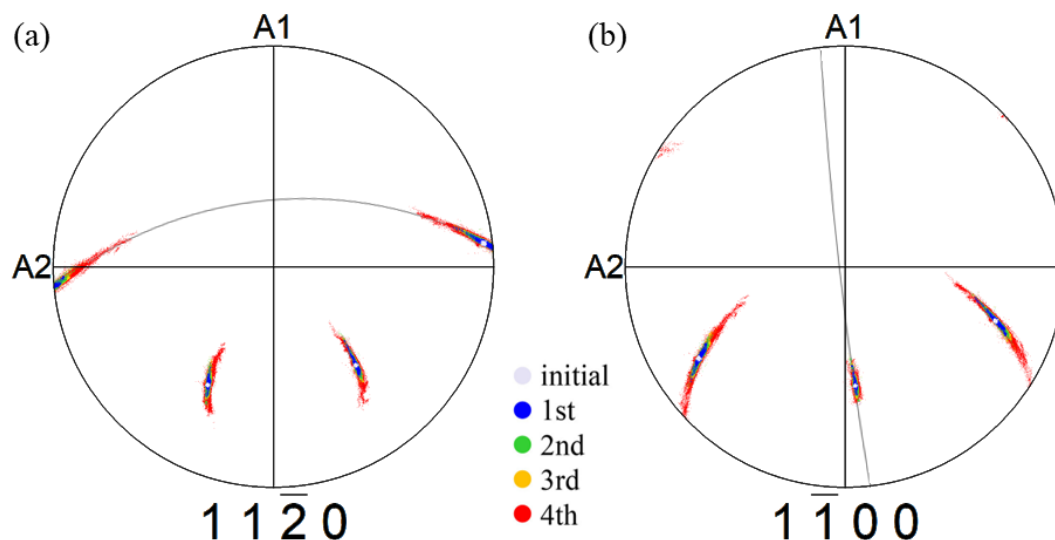 (a)
A1
A2
1 1 2̅ 0
initial
1st
2nd
3rd
4th
(b)
A1
A2
1 1̅ 0 0